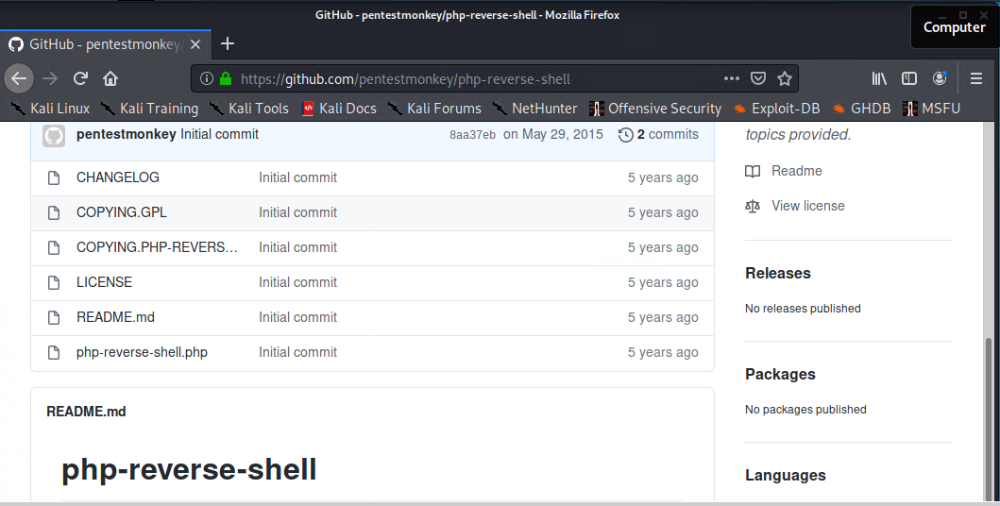 GitHub - pentestmonkey/php-reverse-shell - Mozilla Firefox
Computer
GitHub - pentestmonkey/
https://github.com/pentestmonkey/php-reverse-shell
Kali Linux Kali Training Kali Tools Kali Docs Kali Forums NetHunter Offensive Security Exploit-DB GHDB MSFU
pentestmonkey Initial commit 8aa37eb on May 29, 2015 2 commits
CHANGELOG Initial commit 5 years ago
COPYING.GPL Initial commit 5 years ago
COPYING.PHP-REVERS... Initial commit 5 years ago
LICENSE Initial commit 5 years ago
README.md Initial commit 5 years ago
php-reverse-shell.php Initial commit 5 years ago
README.md
php-reverse-shell
topics provided.
Readme
View license
Releases
No releases published
Packages
No packages published
Languages